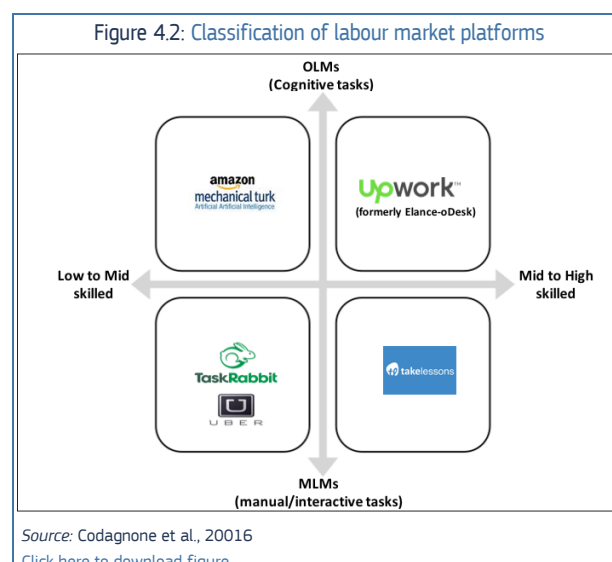 Figure 4.2: Classification of labour market platforms
OLMs
(Cognitive tasks)
amazon
mechanical turk
Artificial Artificial Intelligence
upwork™
(formerly Elance-oDesk)
Low to Mid
skilled
Mid to High
skilled
TaskRabbit
U
UBER
takelessons
MLMs
(manual/interactive tasks)
Source: Codagnone et al., 20016
Click here to download figure